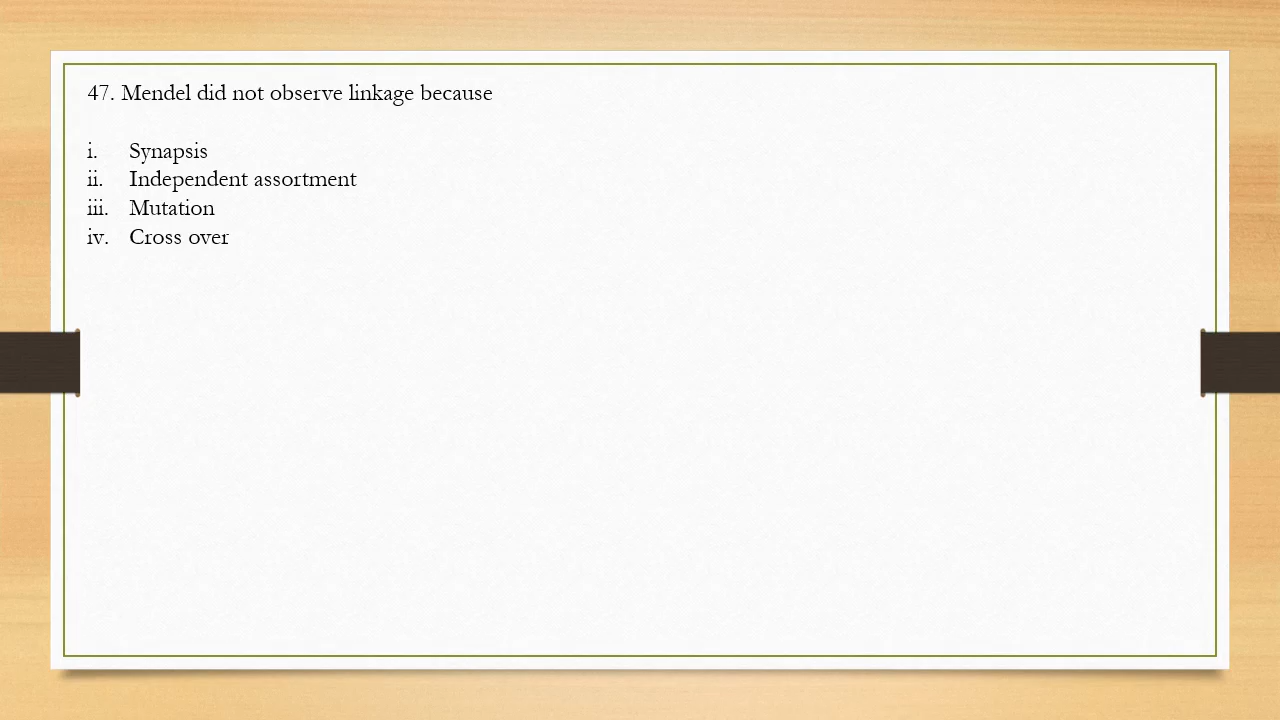 47. Mendel did not observe linkage because
i. Synapsis
ii. Independent assortment
iii. Mutation
iv. Cross over